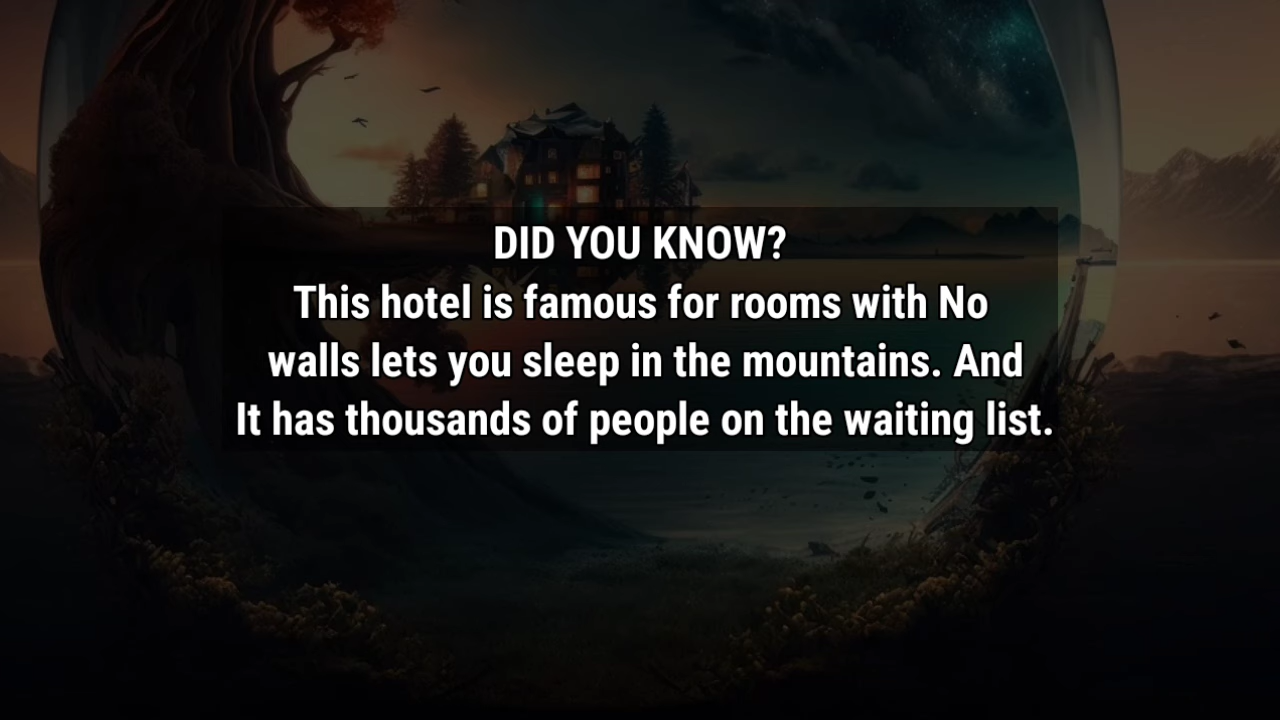 DID YOU KNOW?
This hotel is famous for rooms with No
walls lets you sleep in the mountains. And
It has thousands of people on the waiting list.